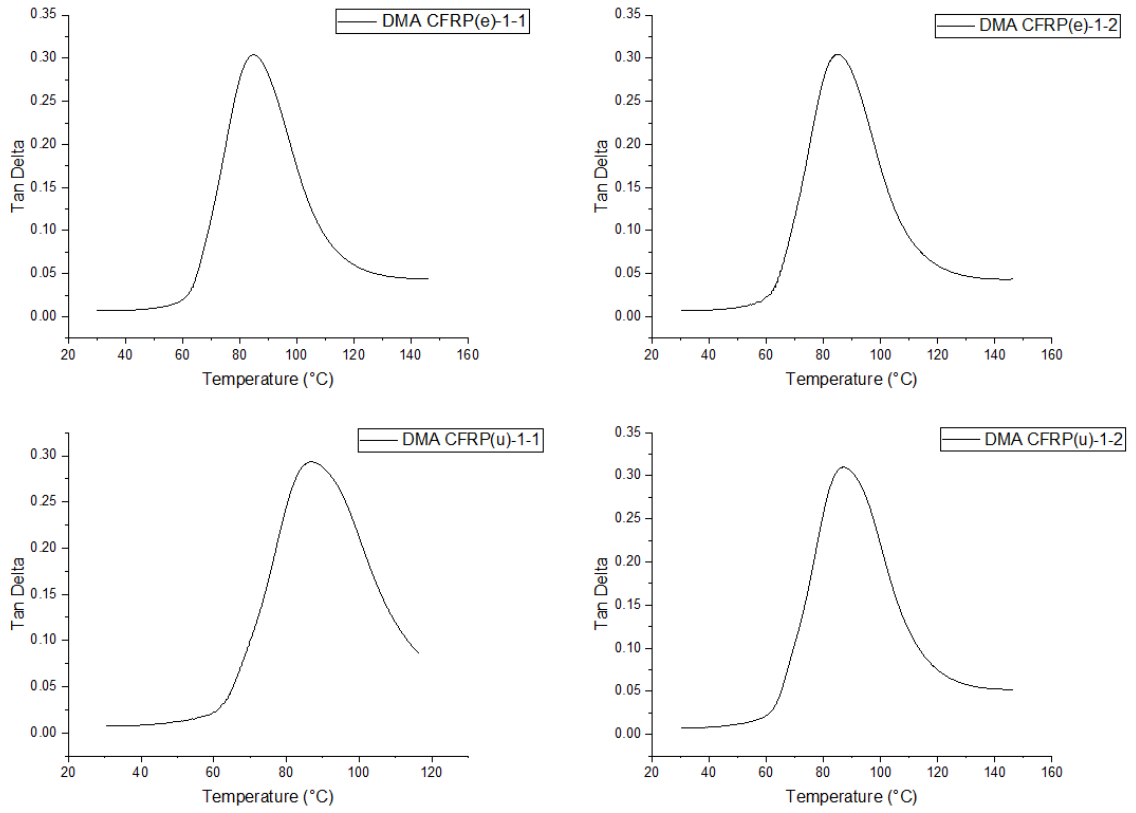 DMA CFRP(e)-1-1
0.35
0.30
0.25
0.20
0.15
0.10
0.05
0.00
Tan Delta
20 40 60 80 100 120 140 160
Temperature (°C)
DMA CFRP(e)-1-2
0.35
0.30
0.25
0.20
0.15
0.10
0.05
0.00
Tan Delta
20 40 60 80 100 120 140 160
Temperature (°C)
DMA CFRP(u)-1-1
0.30
0.25
0.20
0.15
0.10
0.05
0.00
Tan Delta
20 40 60 80 100 120
Temperature (°C)
DMA CFRP(u)-1-2
0.35
0.30
0.25
0.20
0.15
0.10
0.05
0.00
Tan Delta
20 40 60 80 100 120 140 160
Temperature (°C)